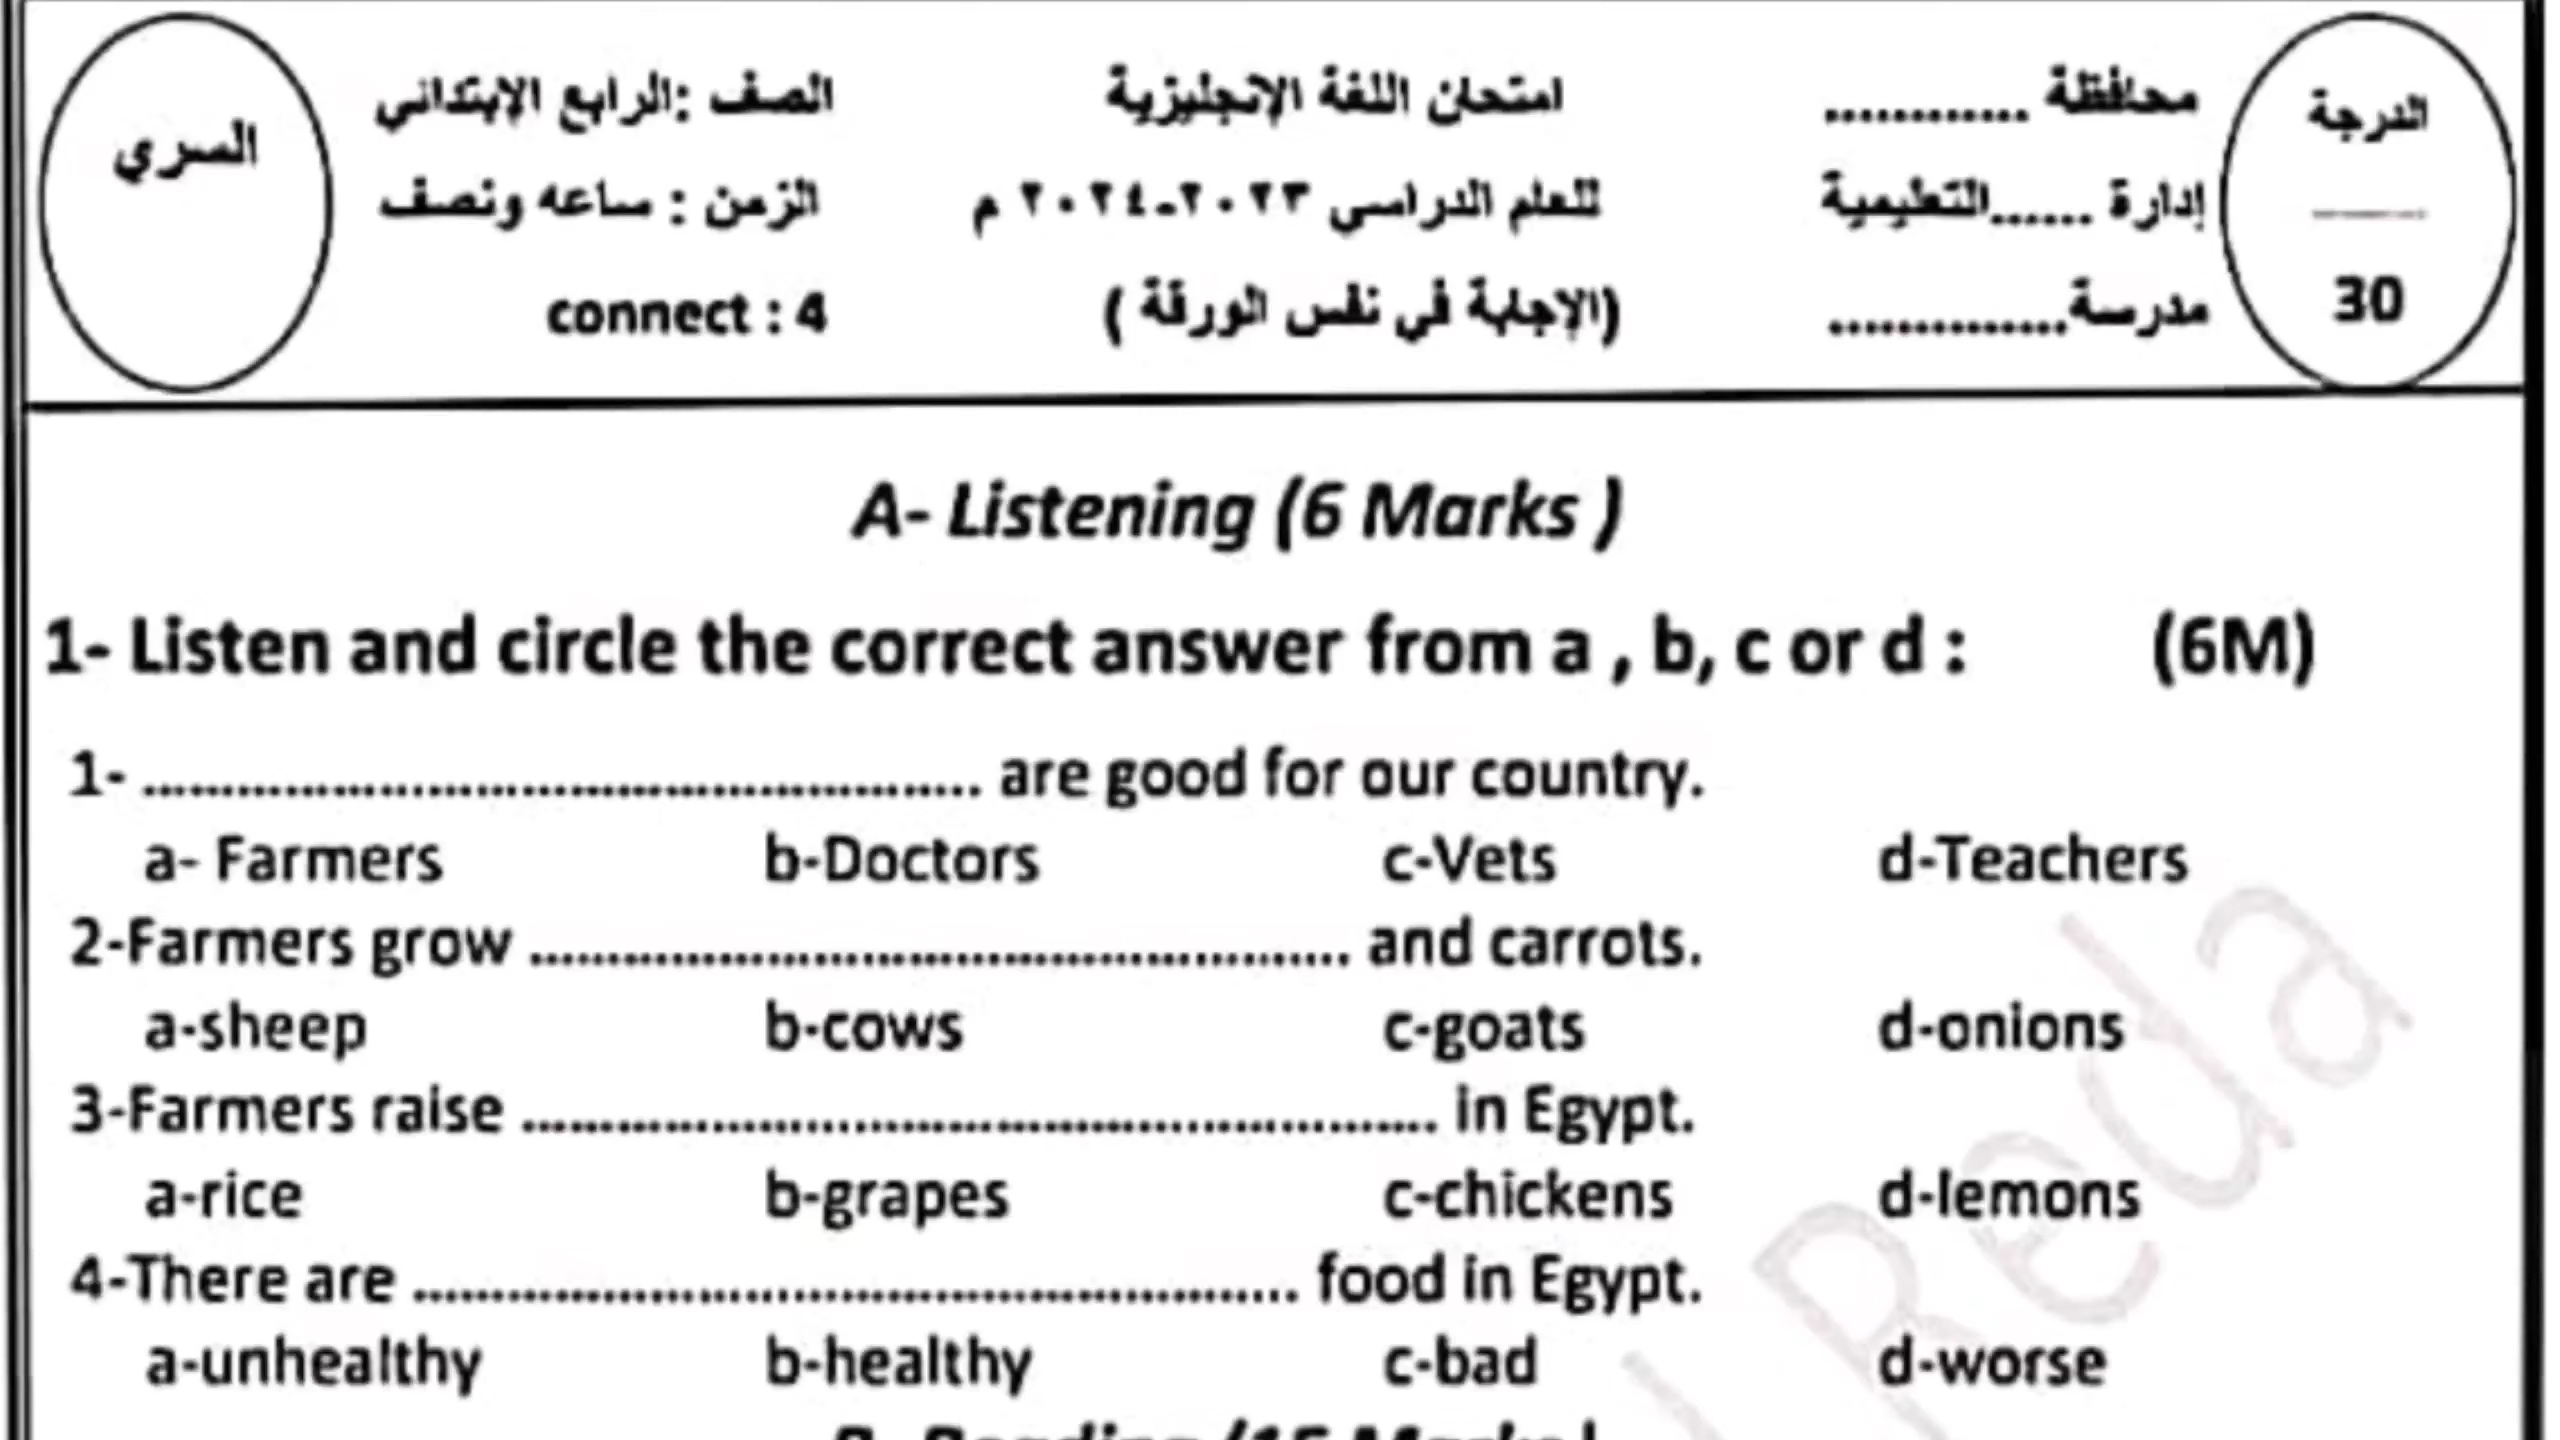 الدرجة
30
محافظة ............
إدارة ......التعليمية
مدرسة..............
امتحان اللغة الإنجليزية
للعام الدراسي ٢٠٢٣-٢٠٢٤ م
(الإجابة في نفس الورقة )
الصف :الرابع الإبتدائي
الزمن : ساعه ونصف
connect : 4
السري
A- Listening (6 Marks )
1- Listen and circle the correct answer from a , b, c or d : (6M)
1- .................................................... are good for our country.
a- Farmers b-Doctors c-Vets d-Teachers
2-Farmers grow .................................................... and carrots.
a-sheep b-cows c-goats d-onions
3-Farmers raise ......................................................... in Egypt.
a-rice b-grapes c-chickens d-lemons
4-There are ....................................................... food in Egypt.
a-unhealthy b-healthy c-bad d-worse
Reda